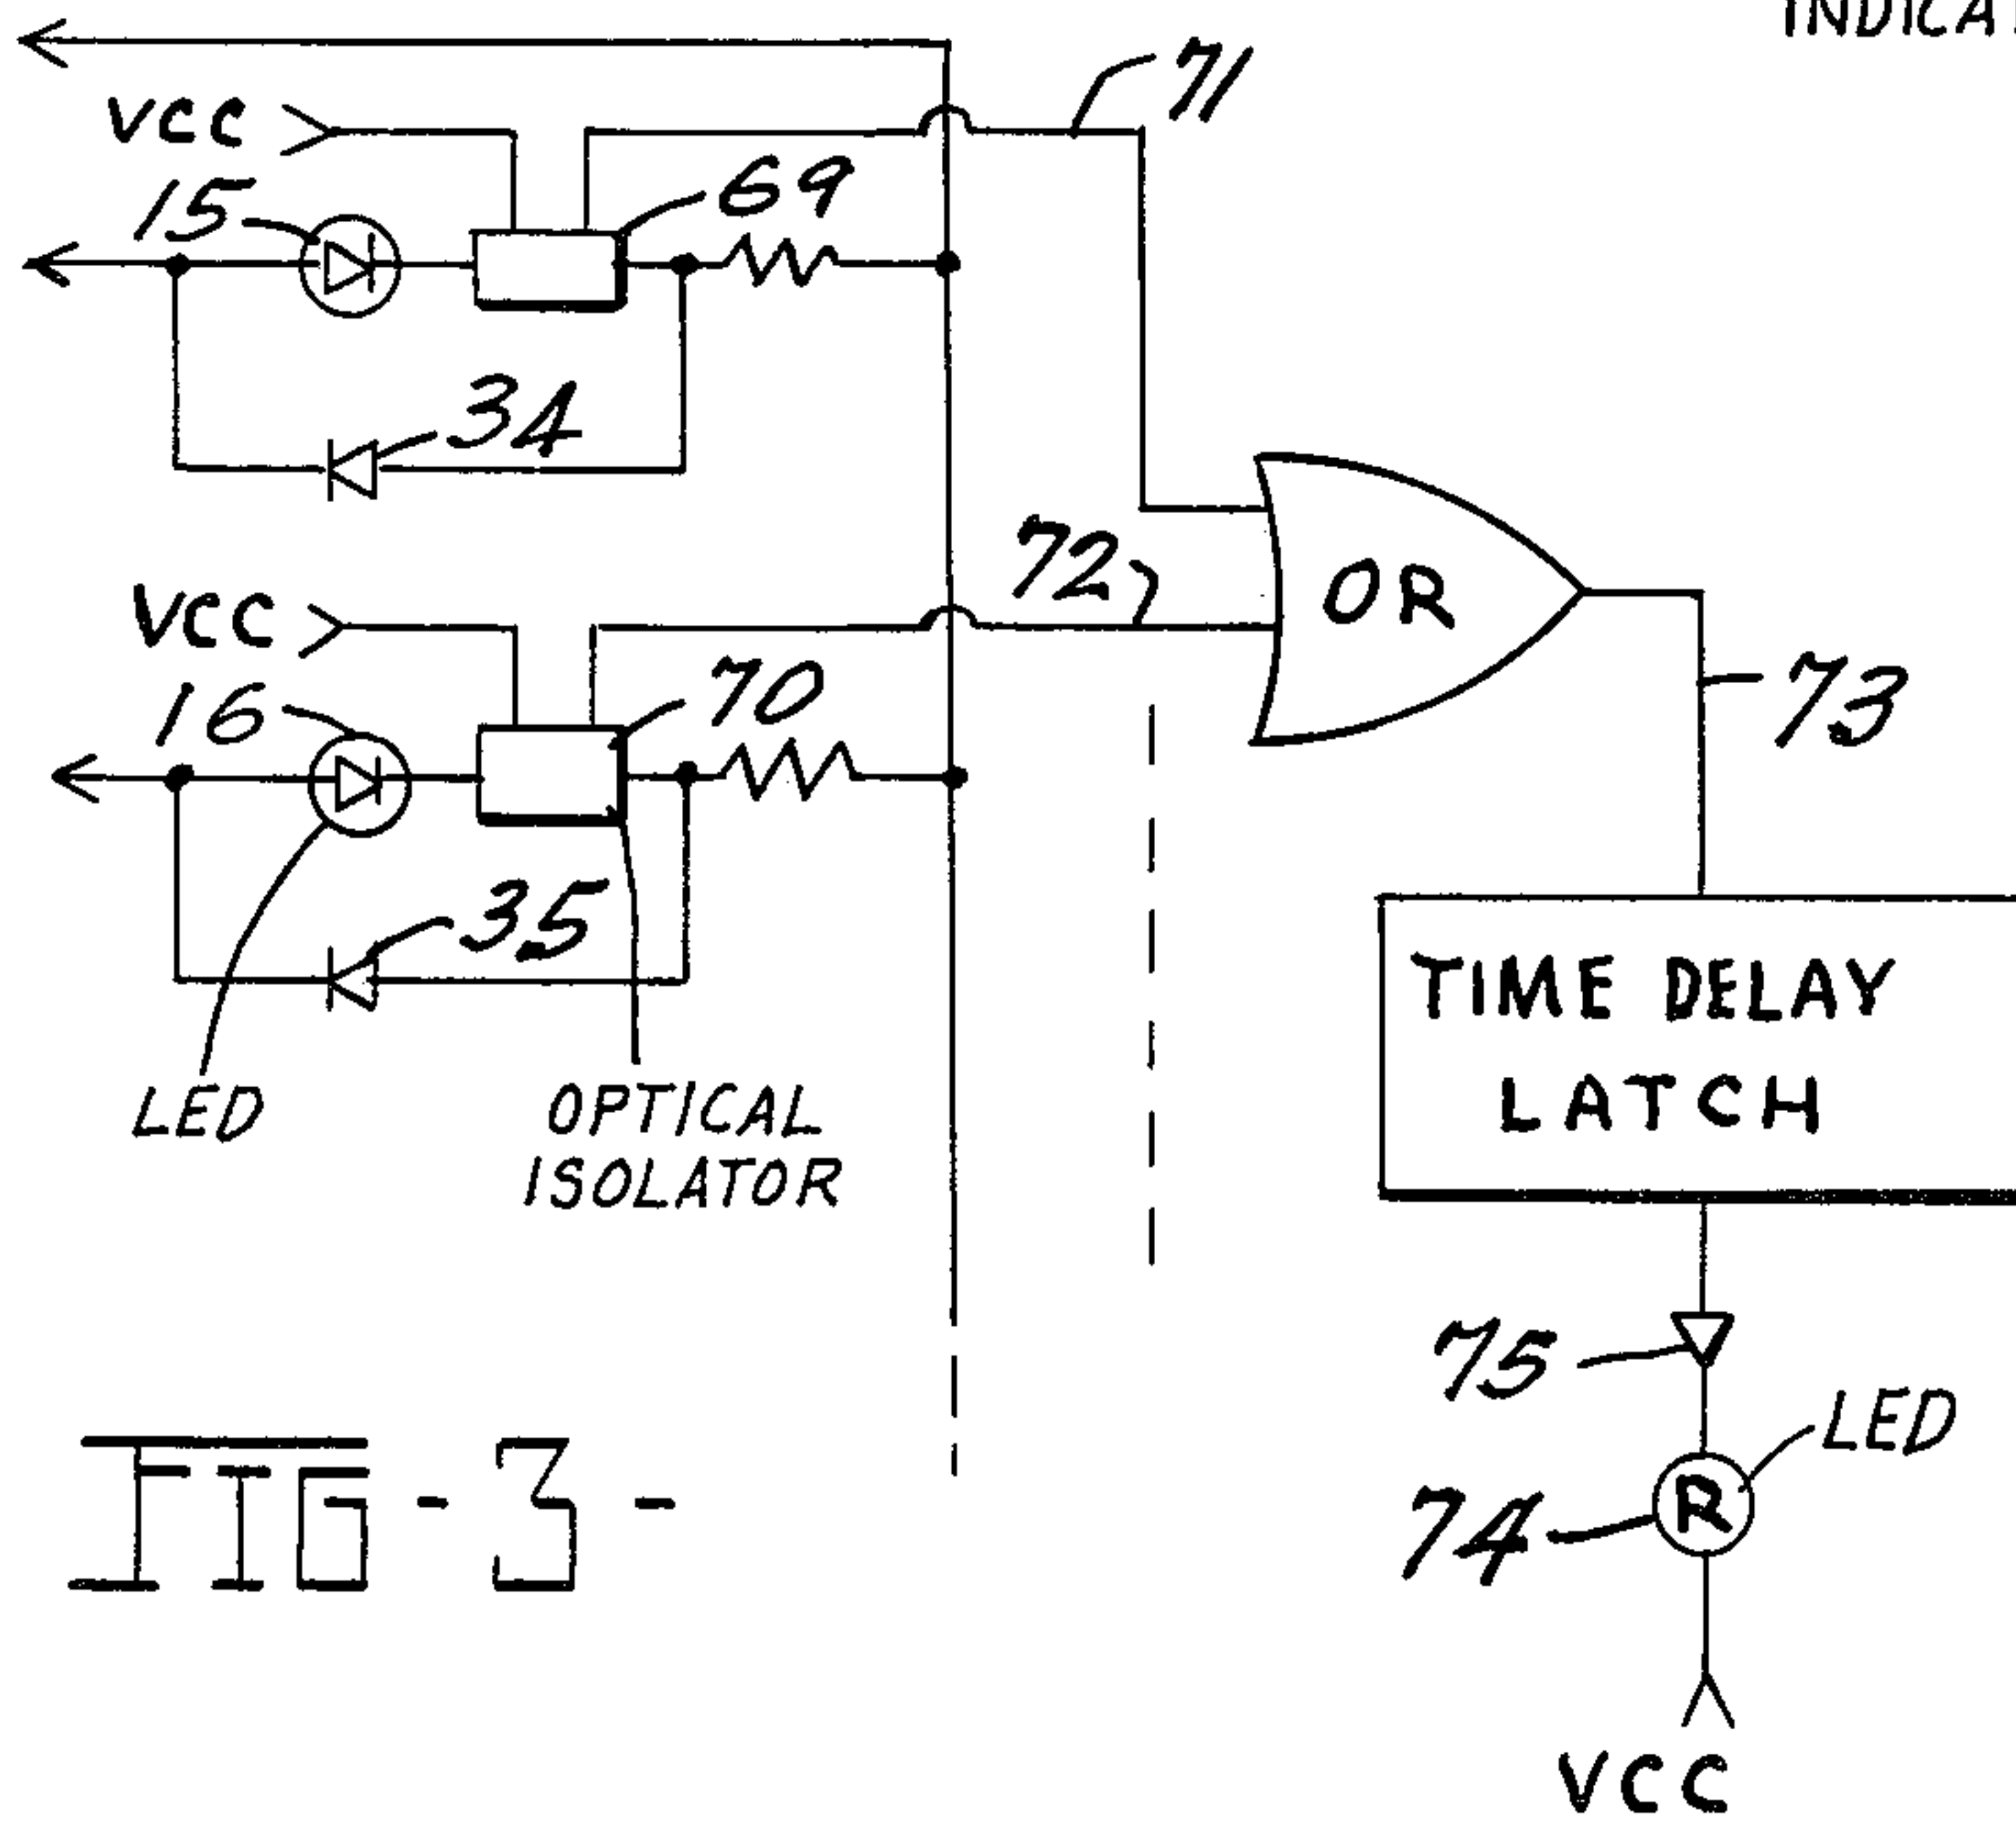 71
VCC
69
15
34
72
OR
VCC
73
70
16
35
TIME DELAY
LATCH
LED
OPTICAL
ISOLATOR
75
LED
FIG-3-
74
R
VCC